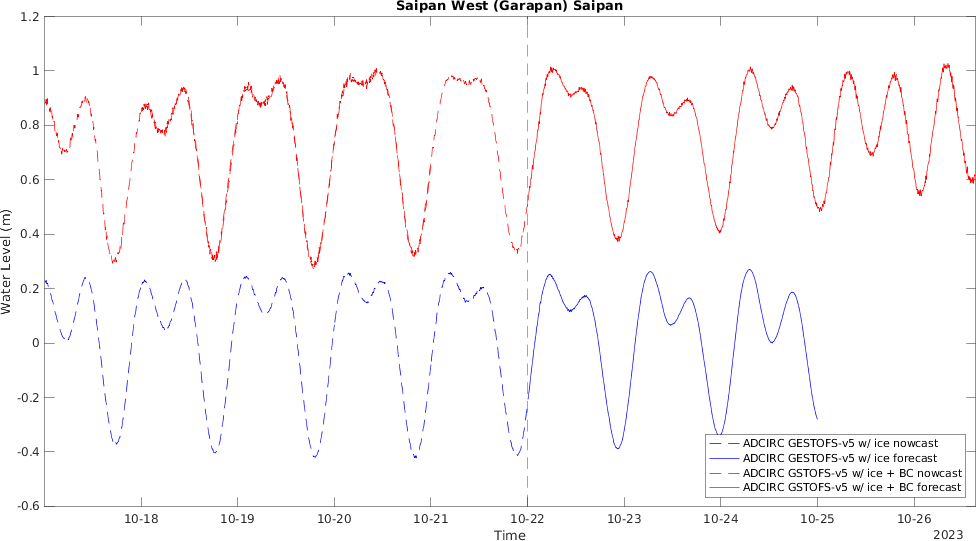 Saipan West (Garapan) Saipan
1.2
1
0.8
0.6
0.4
0.2
0
-0.2
-0.4
-0.6
Water Level (m)
ADCIRC GESTOFS-v5 w/ ice nowcast
ADCIRC GESTOFS-v5 w/ ice forecast
ADCIRC GSTOFS-v5 w/ ice + BC nowcast
ADCIRC GSTOFS-v5 w/ ice + BC forecast
10-18 10-19 10-20 10-21 10-22 10-23 10-24 10-25 10-26
Time
2023